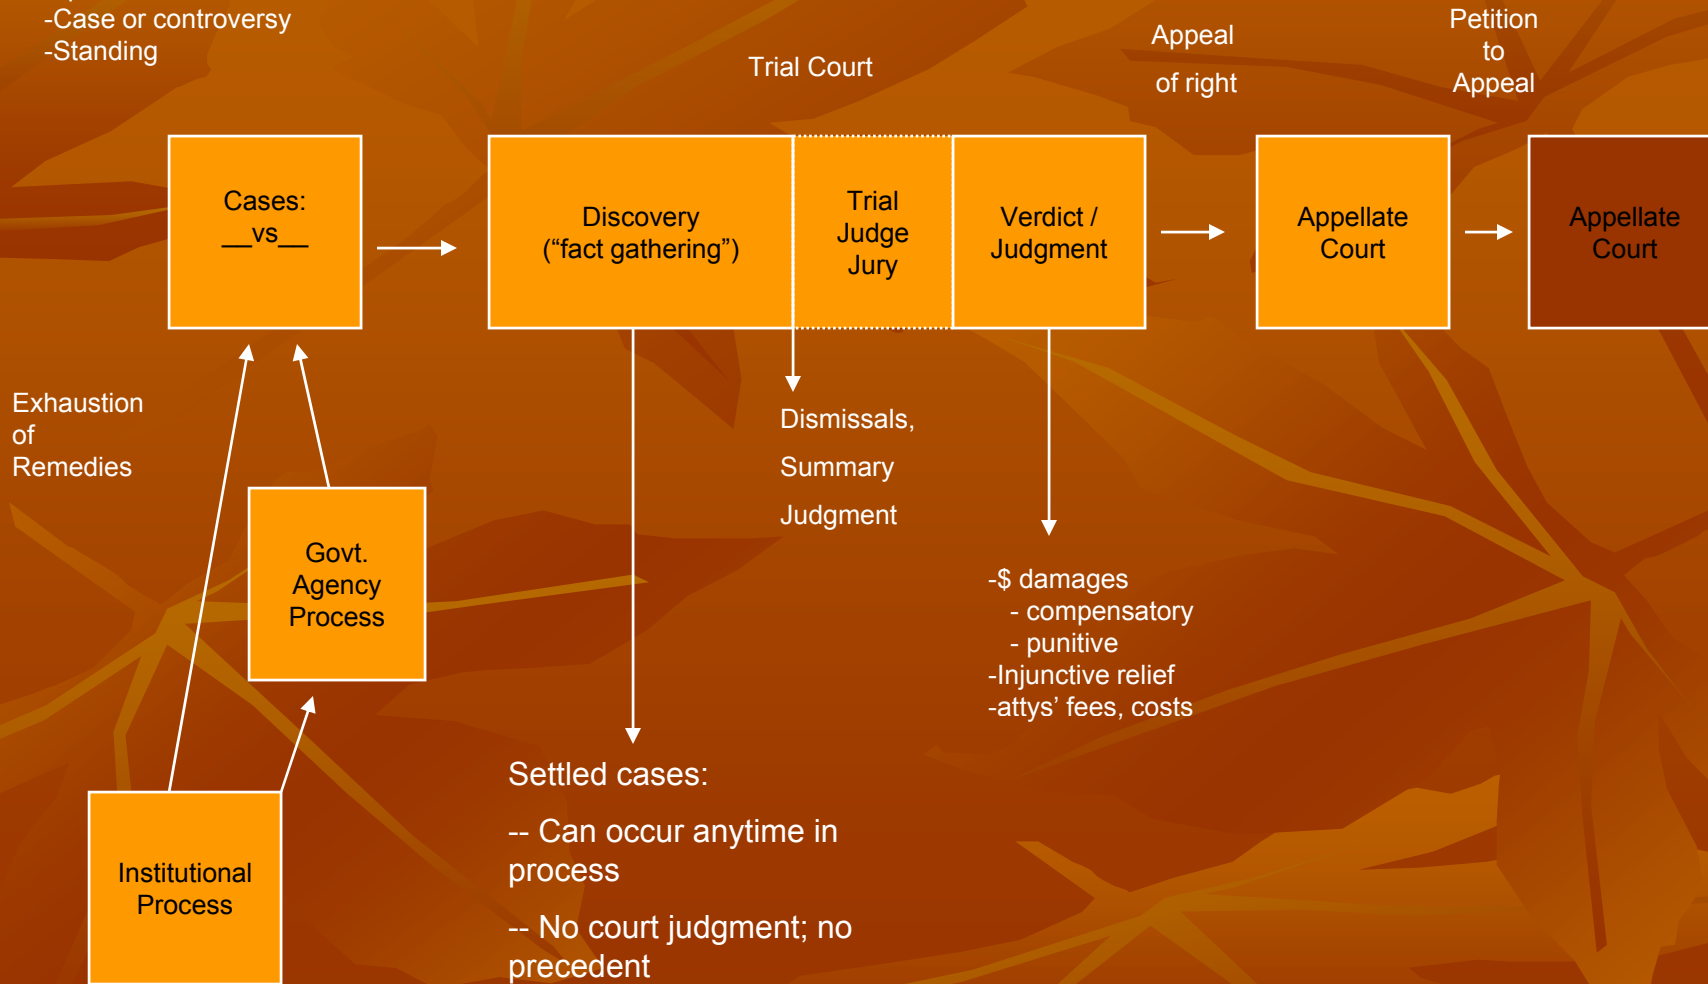 -Case or controversy
-Standing
Trial Court
Appeal
of right
Petition
to
Appeal
Cases:
__vs__
Discovery
(“fact gathering”)
Trial
Judge
Jury
Verdict /
Judgment
Appellate
Court
Appellate
Court
Exhaustion
of
Remedies
Dismissals,
Summary
Judgment
Govt.
Agency
Process
-$ damages
- compensatory
- punitive
-Injunctive relief
-attys’ fees, costs
Institutional
Process
Settled cases:
-- Can occur anytime in
process
-- No court judgment; no
precedent